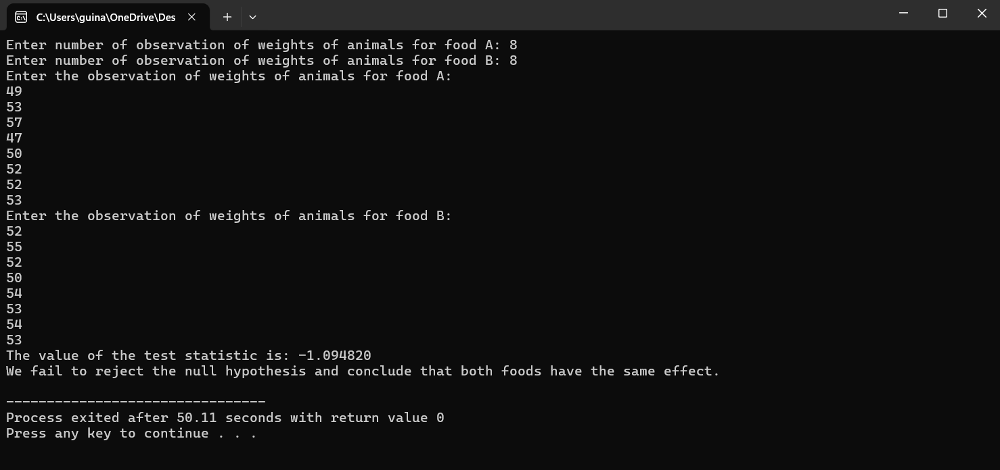 C:\Users\guina\OneDrive\Des
Enter number of observation of weights of animals for food A: 8
Enter number of observation of weights of animals for food B: 8
Enter the observation of weights of animals for food A:
49
53
57
47
50
52
52
53
Enter the observation of weights of animals for food B:
52
55
52
50
54
53
54
53
The value of the test statistic is: -1.094820
We fail to reject the null hypothesis and conclude that both foods have the same effect.
--------------------------------
Process exited after 50.11 seconds with return value 0
Press any key to continue . . .